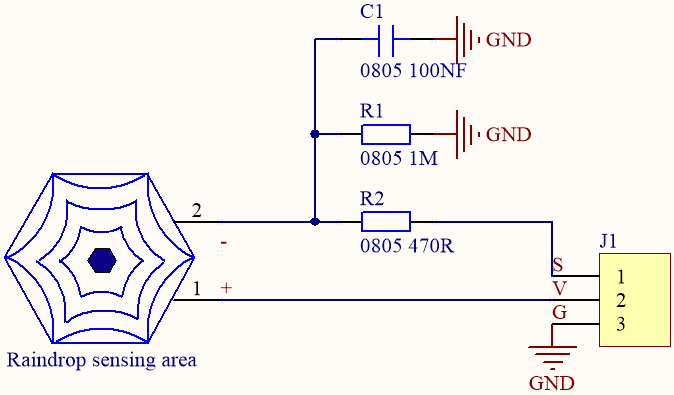 C1
GND
0805 100NF
R1
GND
0805 1M
R2
2
-
0805 470R
J1
S
1
1
+
V
2
G
3
Raindrop sensing area
GND